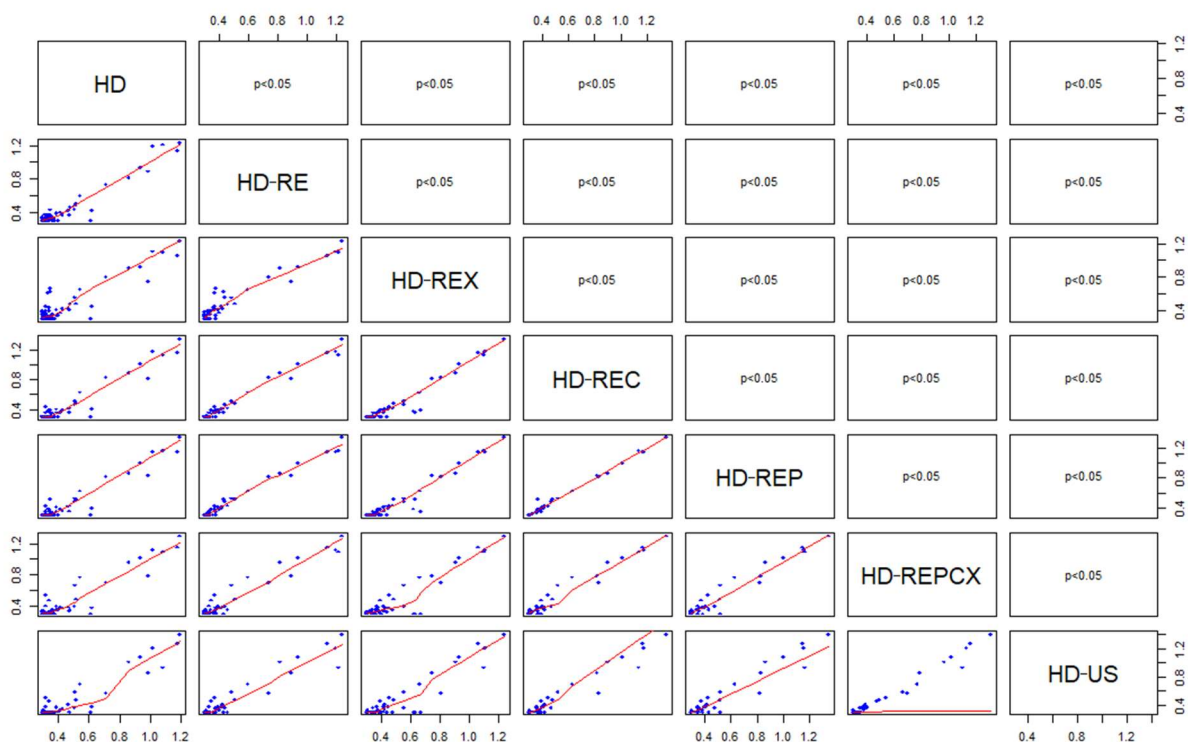 0.4 0.6 0.8 1.0 1.2 0.4 0.6 0.8 1.0 1.2 0.4 0.6 0.8 1.0 1.2
HD p<0.05 p<0.05 p<0.05 p<0.05 p<0.05 p<0.05 0.4 0.8 1.2
0.4 0.8 1.2 HD-RE p<0.05 p<0.05 p<0.05 p<0.05 p<0.05
HD-REX p<0.05 p<0.05 p<0.05 p<0.05 0.4 0.8 1.2
0.4 0.8 1.2 HD-REC p<0.05 p<0.05 p<0.05
HD-REP p<0.05 p<0.05 0.4 0.8 1.2
0.4 0.8 1.2 HD-REPCX p<0.05
HD-US 0.4 0.8 1.2
0.4 0.6 0.8 1.0 1.2 0.4 0.6 0.8 1.0 1.2 0.4 0.6 0.8 1.0 1.2 0.4 0.8 1.2